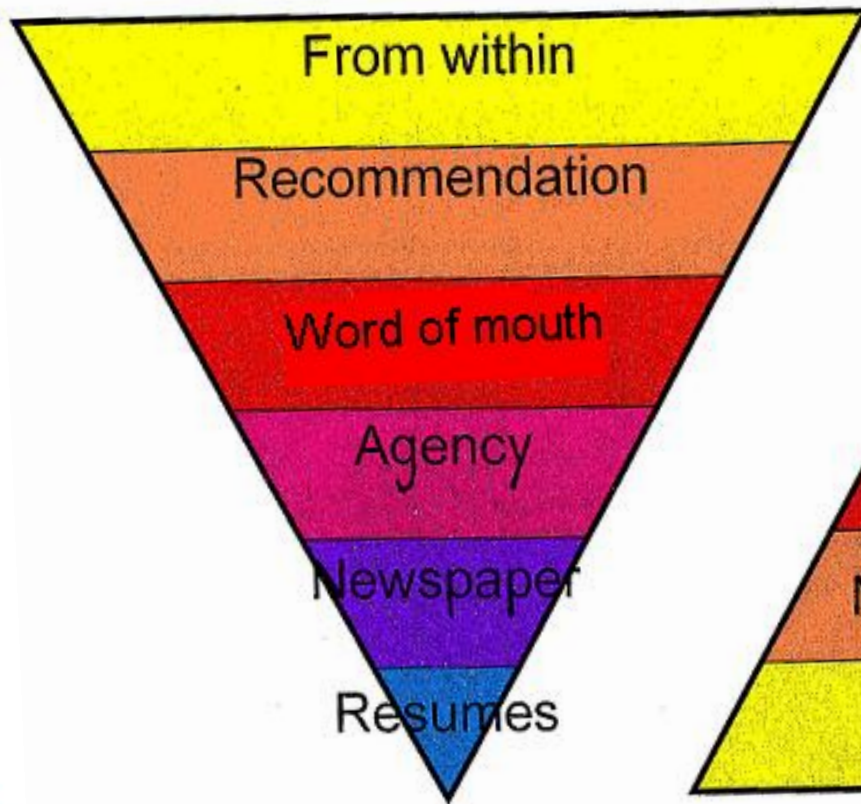 From within
Recommendation
Word of mouth
Agency
Newspaper
Resumes